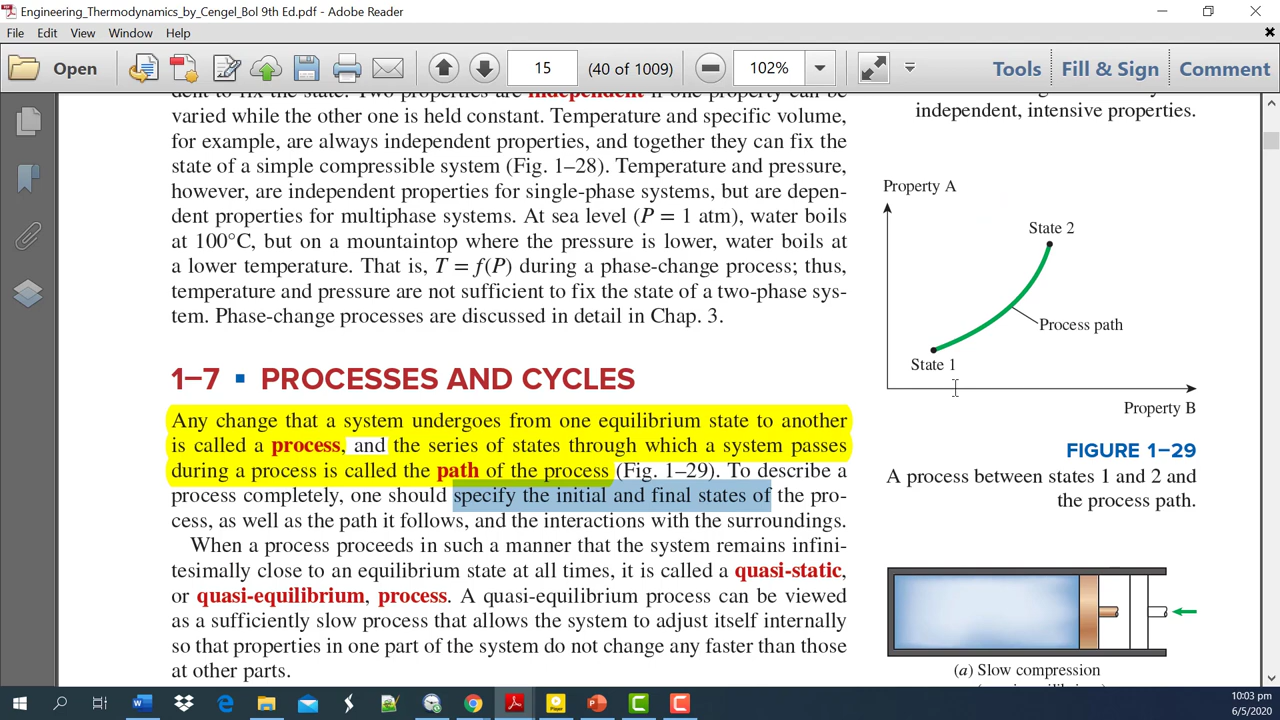 Engineering_Thermodynamics_by_Cengel_Bol 9th Ed.pdf - Adobe Reader
File Edit View Window Help
Open
15
(40 of 1009)
102%
Tools
Fill & Sign
Comment
dent to fix the state. Two properties are independent if one property can be
varied while the other one is held constant. Temperature and specific volume,
for example, are always independent properties, and together they can fix the
state of a simple compressible system (Fig. 1–28). Temperature and pressure,
however, are independent properties for single-phase systems, but are depen-
dent properties for multiphase systems. At sea level (P = 1 atm), water boils
at 100°C, but on a mountaintop where the pressure is lower, water boils at
a lower temperature. That is, T = f(P) during a phase-change process; thus,
temperature and pressure are not sufficient to fix the state of a two-phase sys-
tem. Phase-change processes are discussed in detail in Chap. 3.
1–7 ▪ PROCESSES AND CYCLES
Any change that a system undergoes from one equilibrium state to another
is called a process, and the series of states through which a system passes
during a process is called the path of the process (Fig. 1–29). To describe a
process completely, one should specify the initial and final states of the pro-
cess, as well as the path it follows, and the interactions with the surroundings.
When a process proceeds in such a manner that the system remains infini-
tesimally close to an equilibrium state at all times, it is called a quasi-static,
or quasi-equilibrium, process. A quasi-equilibrium process can be viewed
as a sufficiently slow process that allows the system to adjust itself internally
so that properties in one part of the system do not change any faster than those
at other parts.
independent, intensive properties.
Property A
State 2
Process path
State 1
Property B
FIGURE 1–29
A process between states 1 and 2 and
the process path.
(a) Slow compression
10:03 pm
6/5/2020